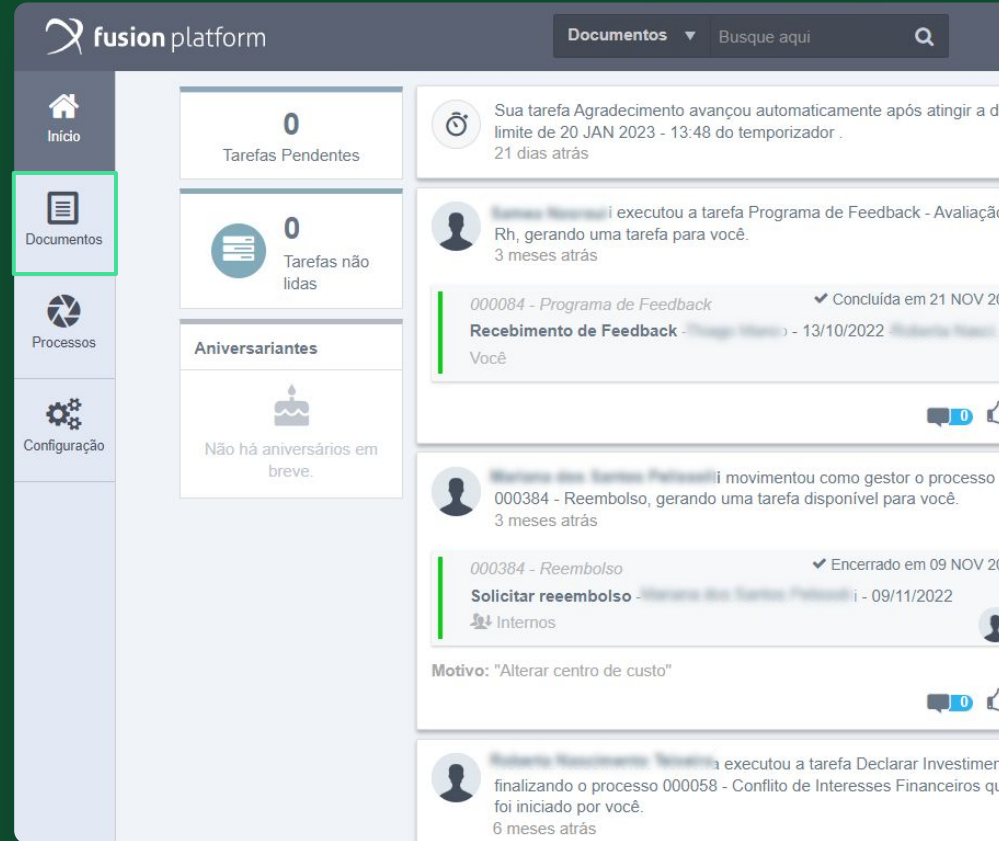 fusion platform
Documentos
Busque aqui
Início
Documentos
Processos
Configuração
0
Tarefas Pendentes
0
Tarefas não
lidas
Aniversariantes
Não há aniversários em
breve.
Sua tarefa Agradecimento avançou automaticamente após atingir a d
limite de 20 JAN 2023 - 13:48 do temporizador .
21 dias atrás
i executou a tarefa Programa de Feedback - Avaliação
Rh, gerando uma tarefa para você.
3 meses atrás
000084 - Programa de Feedback
Concluída em 21 NOV 20
Recebimento de Feedback - - 13/10/2022
Você
0
i movimentou como gestor o processo
000384 - Reembolso, gerando uma tarefa disponível para você.
3 meses atrás
000384 - Reembolso
Encerrado em 09 NOV 20
Solicitar reeembolso - i - 09/11/2022
Internos
Motivo: "Alterar centro de custo"
0
a executou a tarefa Declarar Investimen
finalizando o processo 000058 - Conflito de Interesses Financeiros qu
foi iniciado por você.
6 meses atrás